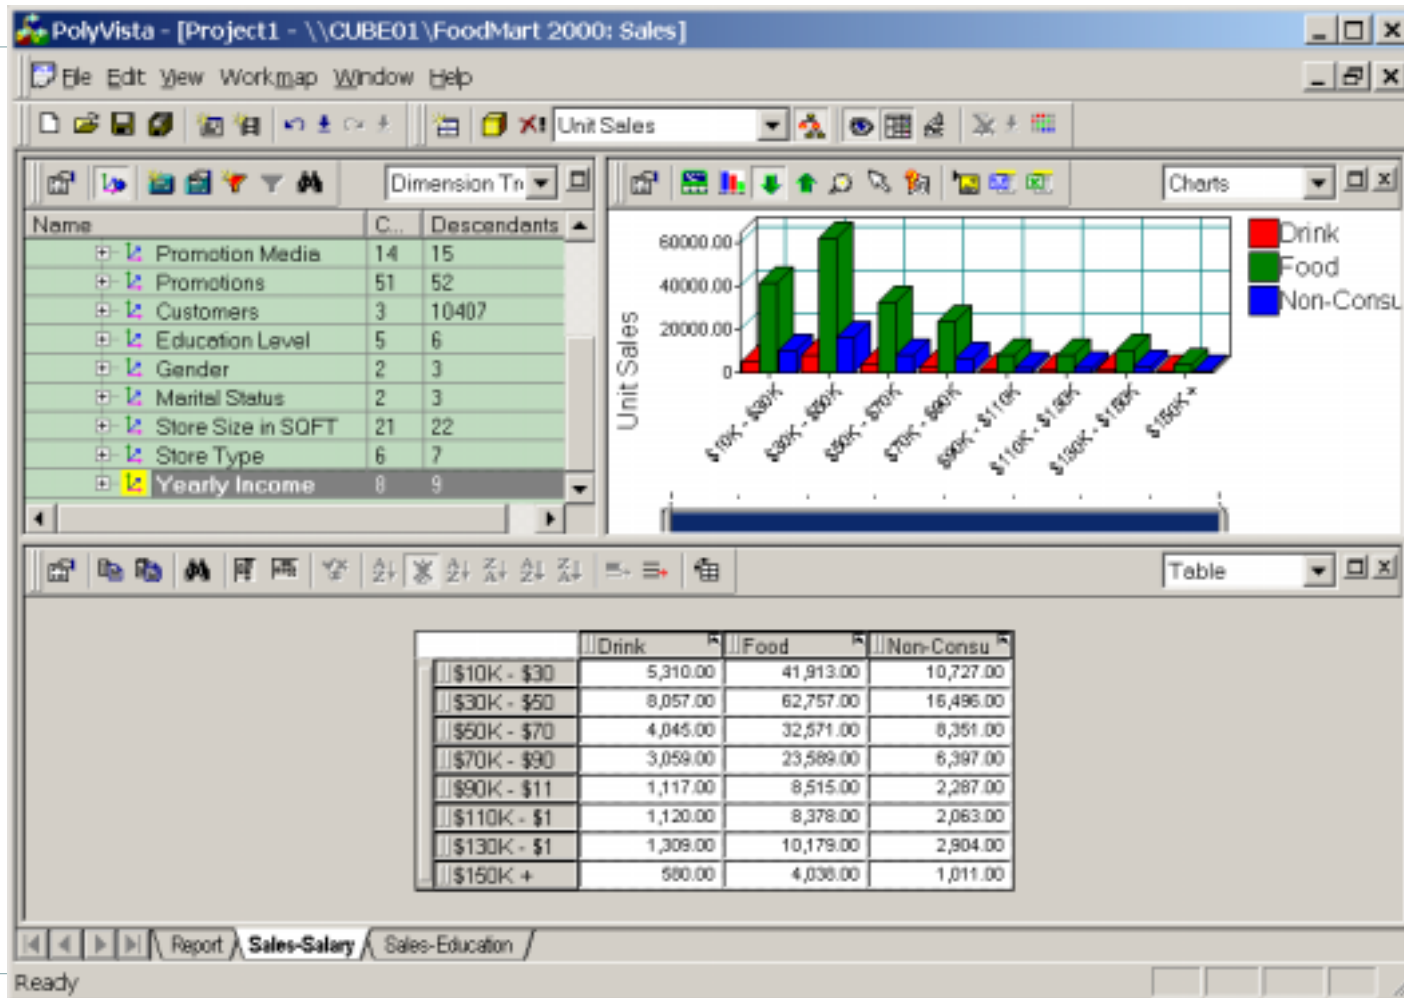 PolyVista - [Project1 - \\CUBE01\FoodMart 2000: Sales]
File Edit View Workmap Window Help
Unit Sales
Dimension Tr
Charts
Name C... Descendants
Promotion Media 14 15
Promotions 51 52
Customers 3 10407
Education Level 5 6
Gender 2 3
Marital Status 2 3
Store Size in SQFT 21 22
Store Type 6 7
Yearly Income 8 9
Unit Sales
60000.00
40000.00
20000.00
0
$10K - $30K
$30K - $50K
$50K - $70K
$70K - $90K
$90K - $110K
$110K - $130K
$130K - $150K
$150K +
Drink
Food
Non-Consu
Table
Drink Food Non-Consu
$10K - $30 5,310.00 41,913.00 10,727.00
$30K - $50 8,057.00 62,757.00 16,496.00
$50K - $70 4,045.00 32,571.00 8,351.00
$70K - $90 3,059.00 23,589.00 6,397.00
$90K - $11 1,117.00 8,515.00 2,287.00
$110K - $1 1,120.00 8,378.00 2,063.00
$130K - $1 1,309.00 10,179.00 2,904.00
$150K + 580.00 4,038.00 1,011.00
Report Sales-Salary Sales-Education
Ready